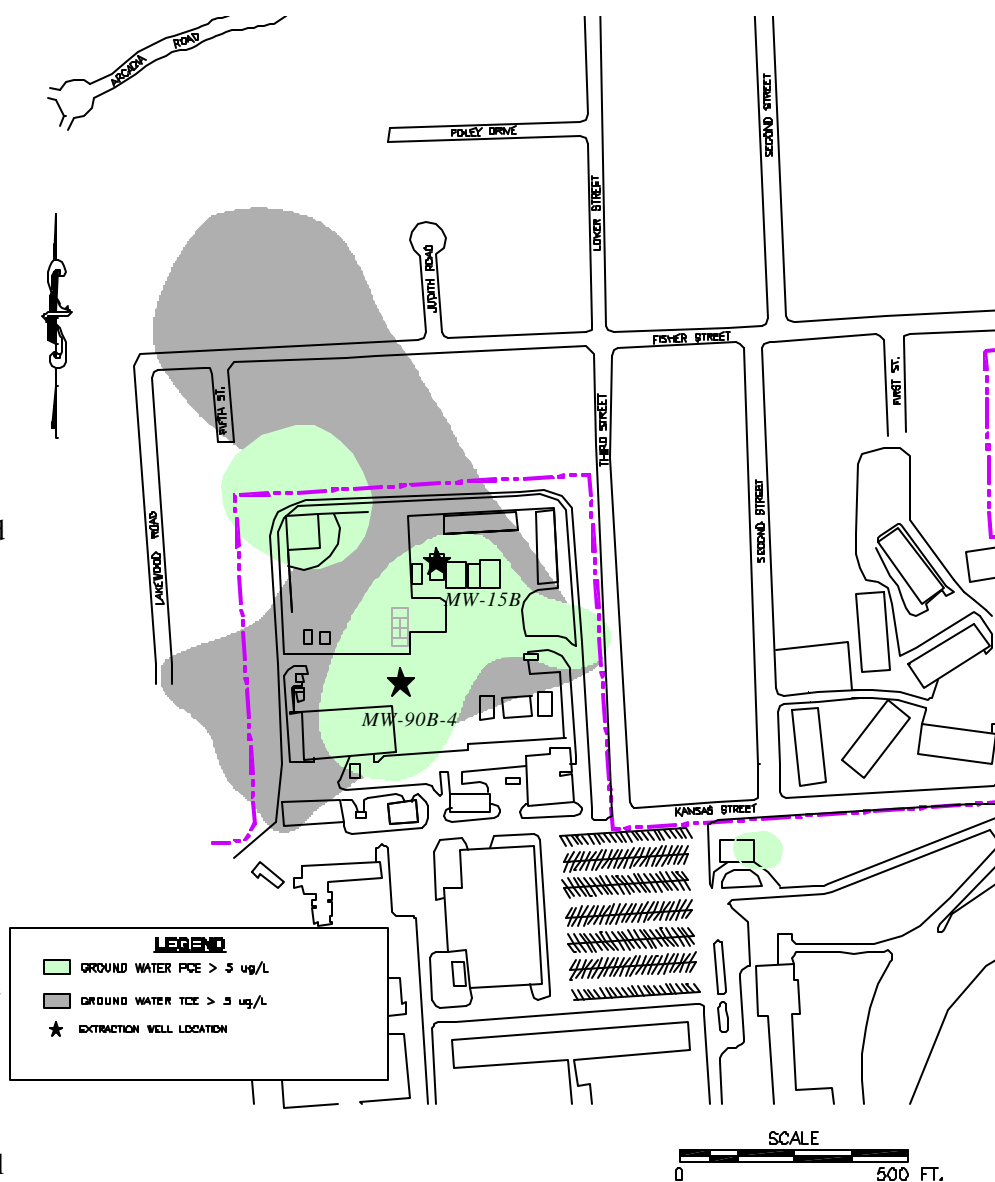 ARCADIA ROAD
POLEY DRIVE
SECOND STREET
LOWER STREET
JUDITH ROAD
FISHER STREET
FIRST ST.
FIFTH ST.
THIRD STREET
LAKEWOOD ROAD
SECOND STREET
d
MW-15B
MW-90B-4
KANSAS STREET
LEGEND
GROUND WATER PCE > 5 ug/L
GROUND WATER TCE > 5 ug/L
EXTRACTION WELL LOCATION
SCALE
0 500 FT.
d